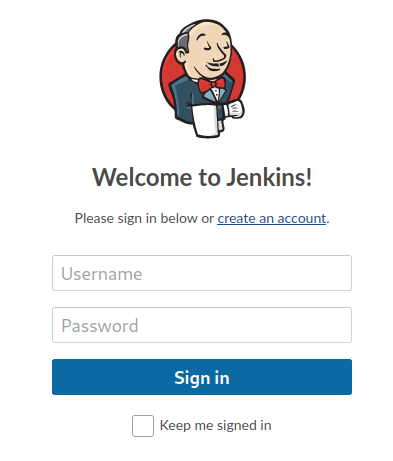 Welcome to Jenkins!
Please sign in below or create an account.
Username
Password
Sign in
Keep me signed in